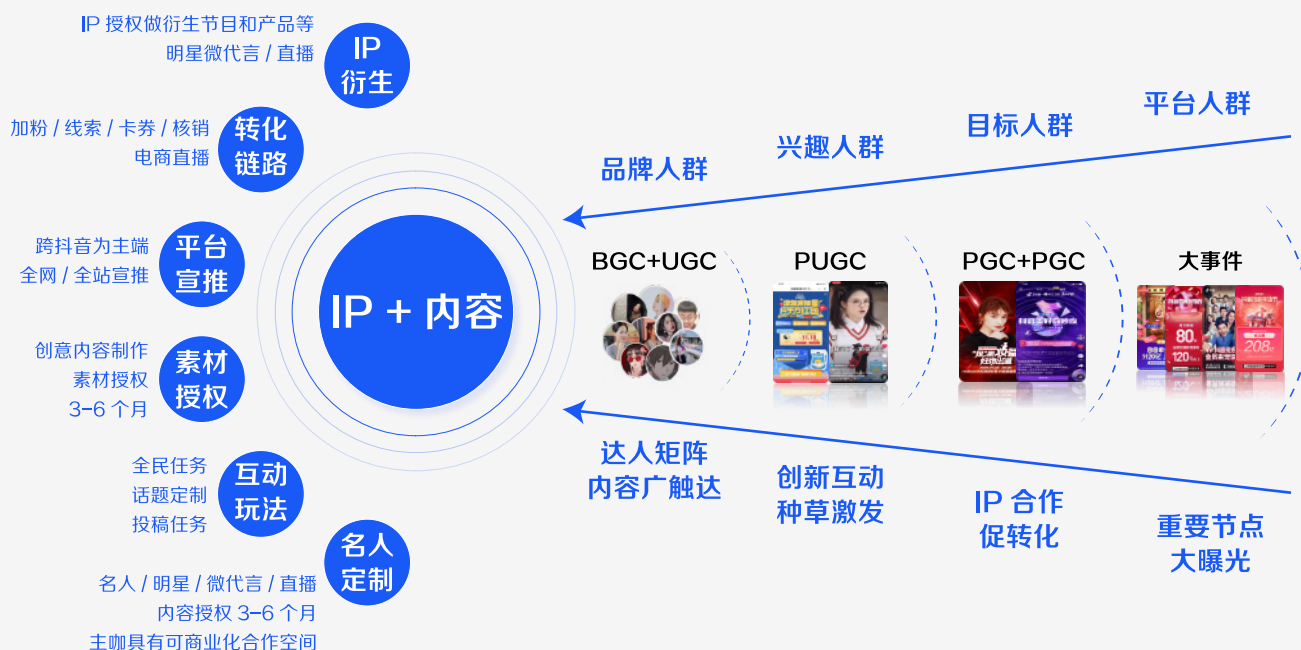 IP 授权做衍生节目和产品等
明星微代言 / 直播
IP
衍生
加粉 / 线索 / 卡券 / 核销
电商直播
转化
链路
跨抖音为主端
全网 / 全站宣推
平台
宣推
创意内容制作
素材授权
3-6 个月
素材
授权
全民任务
话题定制
投稿任务
互动
玩法
名人
定制
名人 / 明星 / 微代言 / 直播
内容授权 3-6 个月
主咖具有可商业化合作空间
IP + 内容
品牌人群
兴趣人群
目标人群
平台人群
BGC+UGC
PUGC
PGC+PGC
大事件
80
120
208
达人矩阵
内容广触达
创新互动
种草激发
IP 合作
促转化
重要节点
大曝光